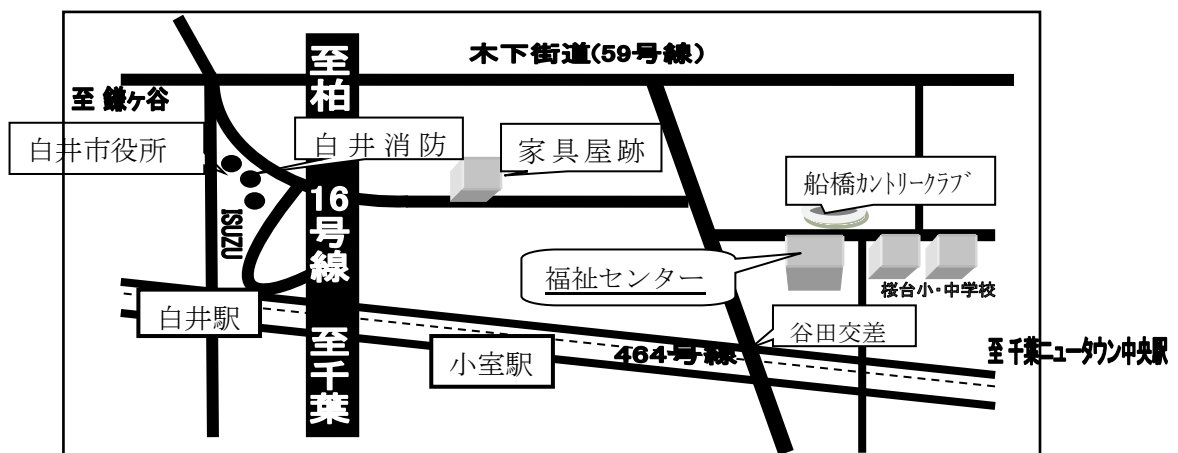 木下街道(59号線)
至 鎌ヶ谷
至柏
16号線
至千葉
白井市役所
白井消防
家具屋跡
船橋カントリークラブ
ISUZU
福祉センター
桜台小・中学校
白井駅
谷田交差
小室駅
464号線
至 千葉ニュータウン中央駅